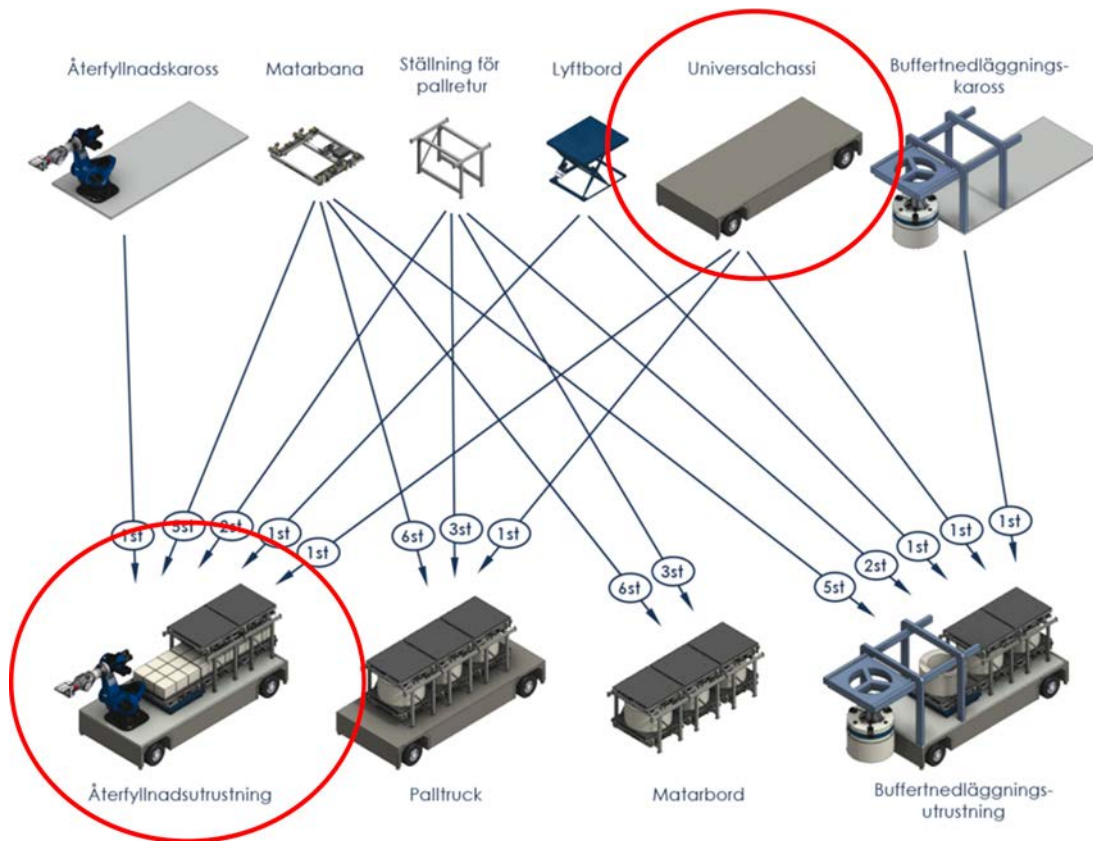 Återfyllnadskaross
Matarbana
Ställning för
pallretur
Lyftbord
Universalchassi
Buffertnedläggnings-
kaross
1st
5st
2st
1st
1st
6st
3st
1st
6st
3st
5st
2st
1st
1st
1st
Återfyllnadsutrustning
Palltruck
Matarbord
Buffertnedläggnings-
utrustning